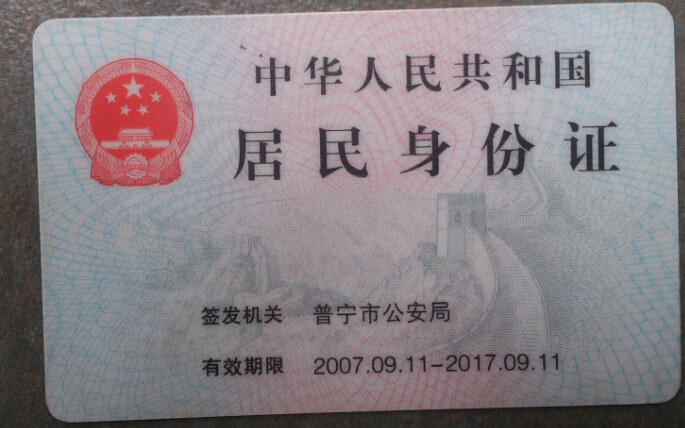 中华人民共和国
居民身份证
签发机关 普宁市公安局
有效期限 2007.09.11-2017.09.11